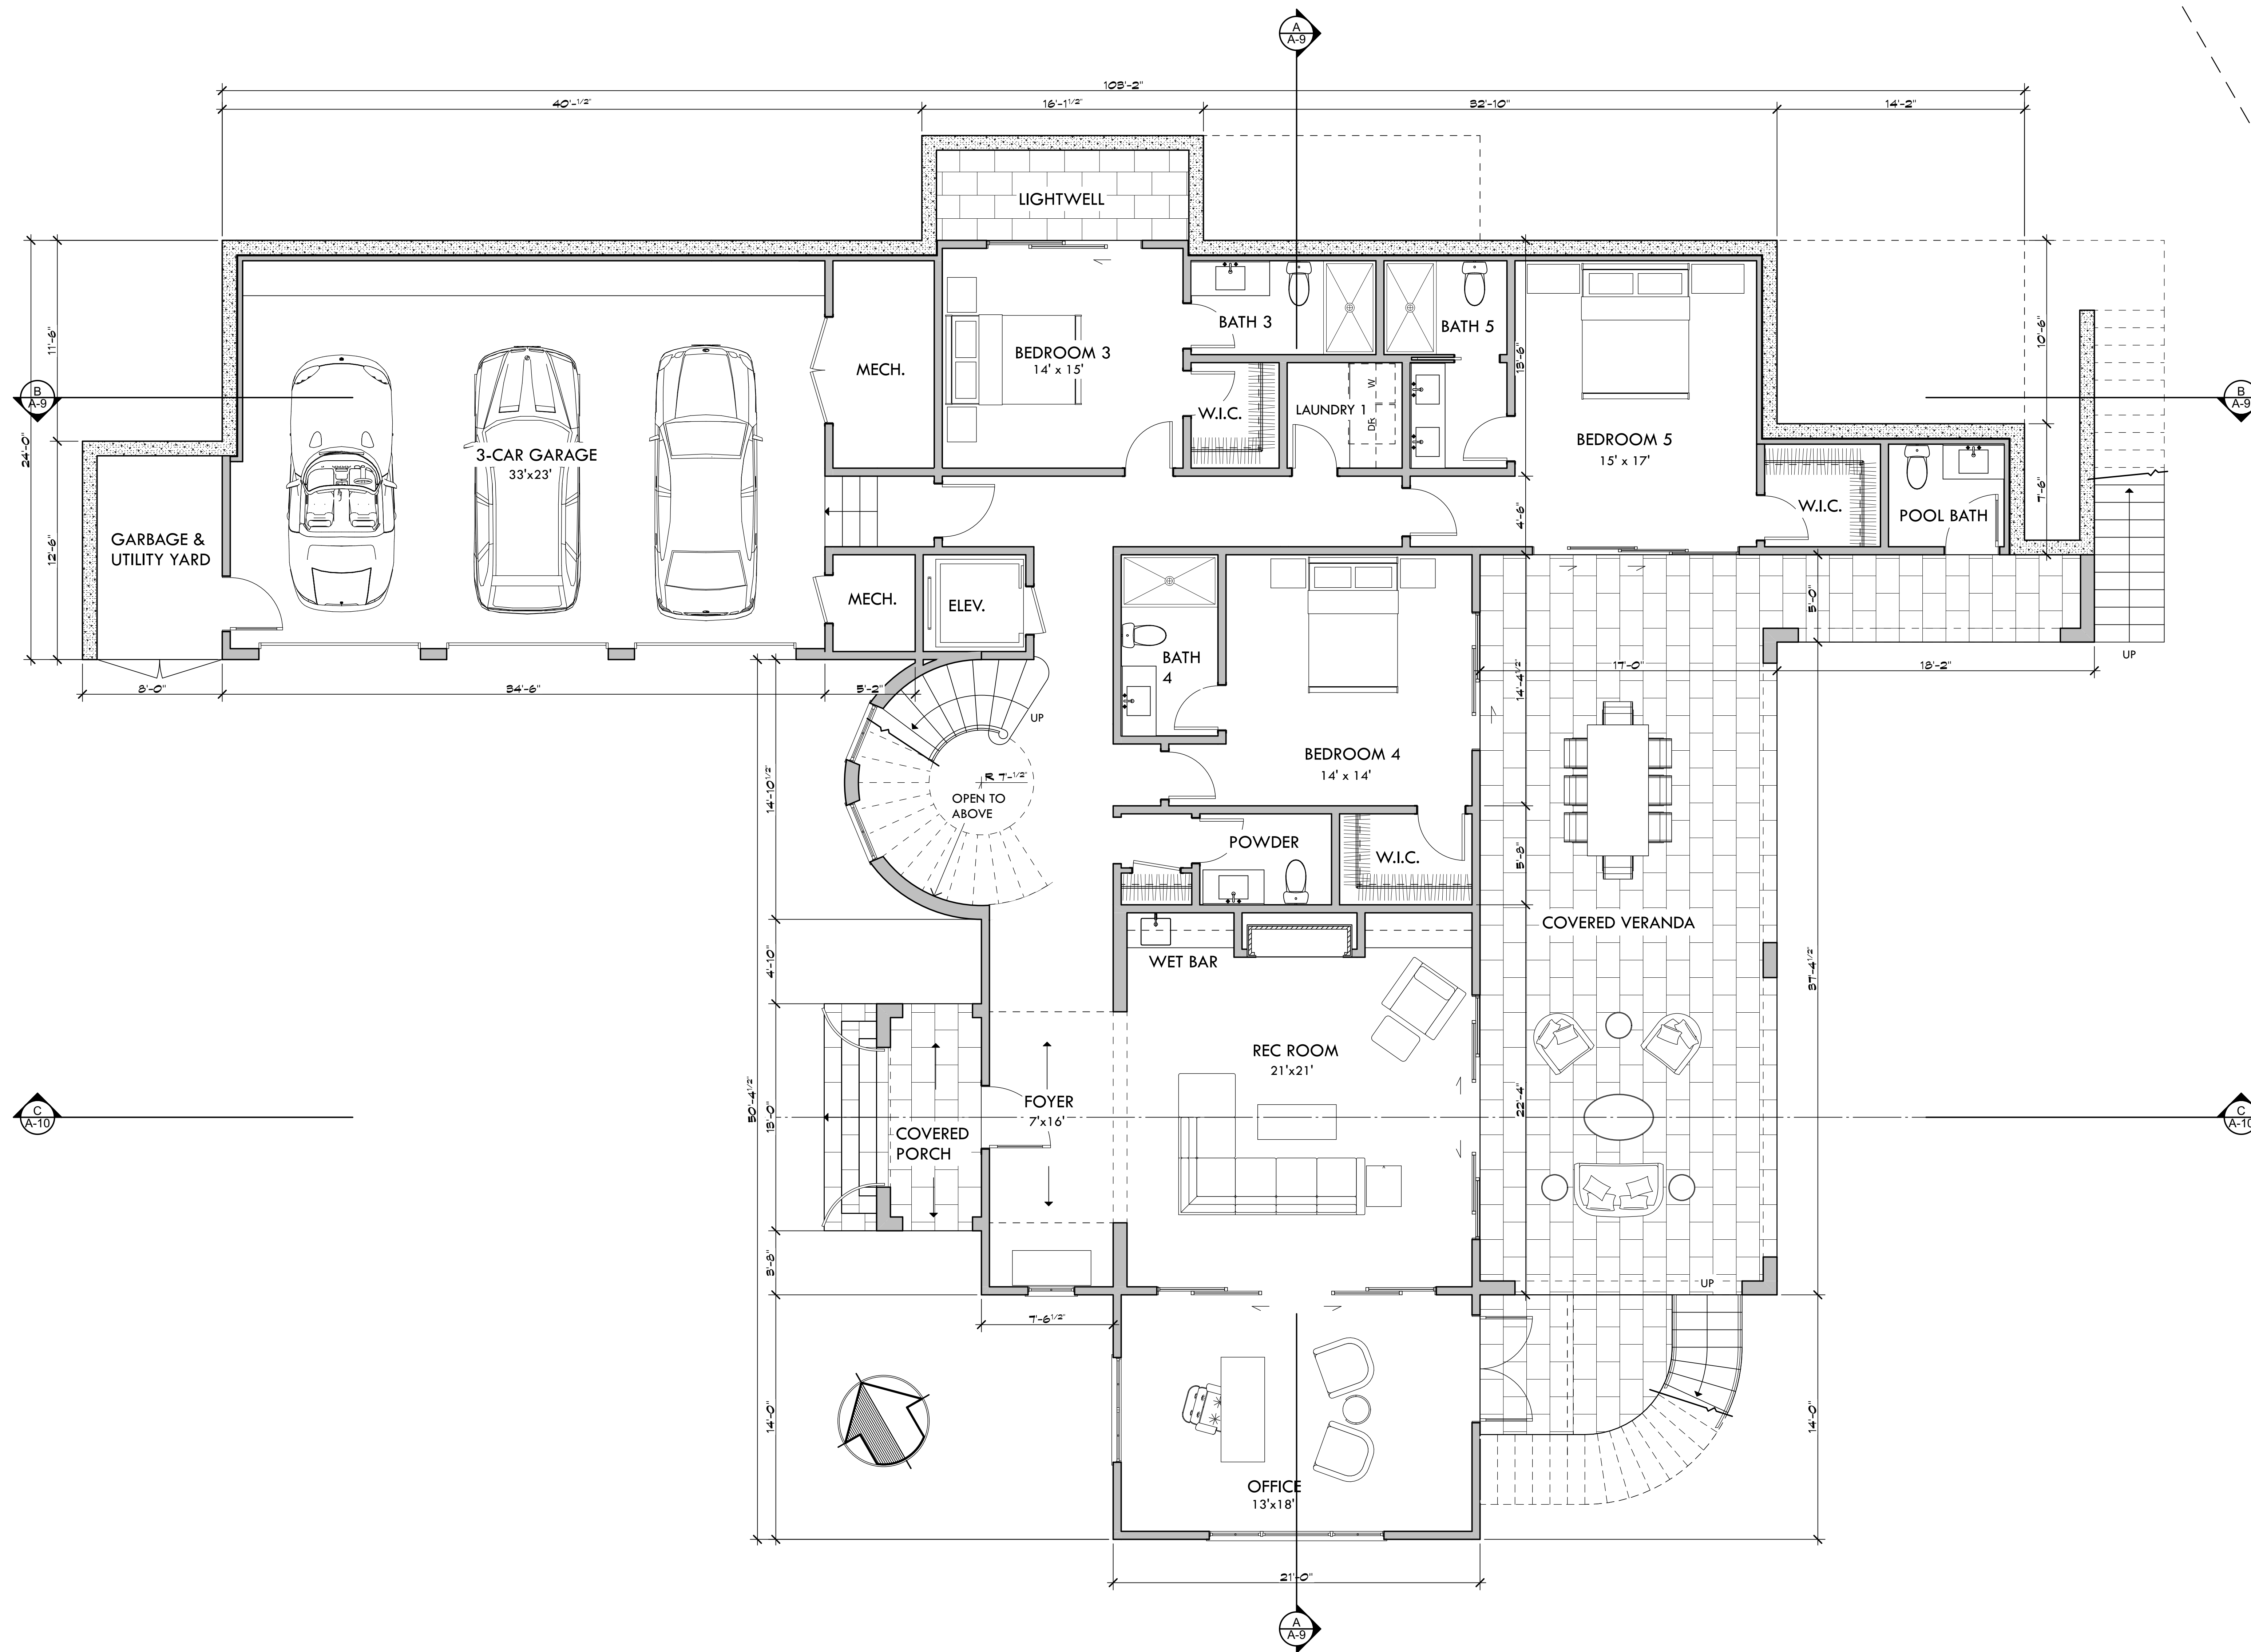 A
A-9
103'-2"
40'-1/2"
16'-1 1/2"
32'-10"
14'-2"
LIGHTWELL
BATH 3
BATH 5
BEDROOM 3
14' x 15'
MECH.
11'-6"
13'-6"
10'-6"
B
A-9
B
A-9
24'-0"
W
W.I.C.
LAUNDRY 1
DR
BEDROOM 5
15' x 17'
3-CAR GARAGE
33'x23'
7'-6"
W.I.C.
POOL BATH
4'-6"
GARBAGE &
UTILITY YARD
12'-6"
MECH.
ELEV.
5'-0"
BATH
4
UP
17'-0"
18'-2"
14'-4 1/2"
8'-0"
34'-6"
5'-2"
UP
BEDROOM 4
14' x 14'
R 7'-1/2"
OPEN TO
ABOVE
14'-10 1/2"
POWDER
W.I.C.
5'-8"
COVERED VERANDA
WET BAR
4'-10"
37'-4 1/2"
REC ROOM
21'x21'
FOYER
7'x16'
22'-4"
C
A-10
C
A-10
50'-4 1/2"
13'-0"
COVERED
PORCH
3'-8"
UP
7'-6 1/2"
14'-0"
14'-0"
OFFICE
13'x18'
21'-0"
A
A-9